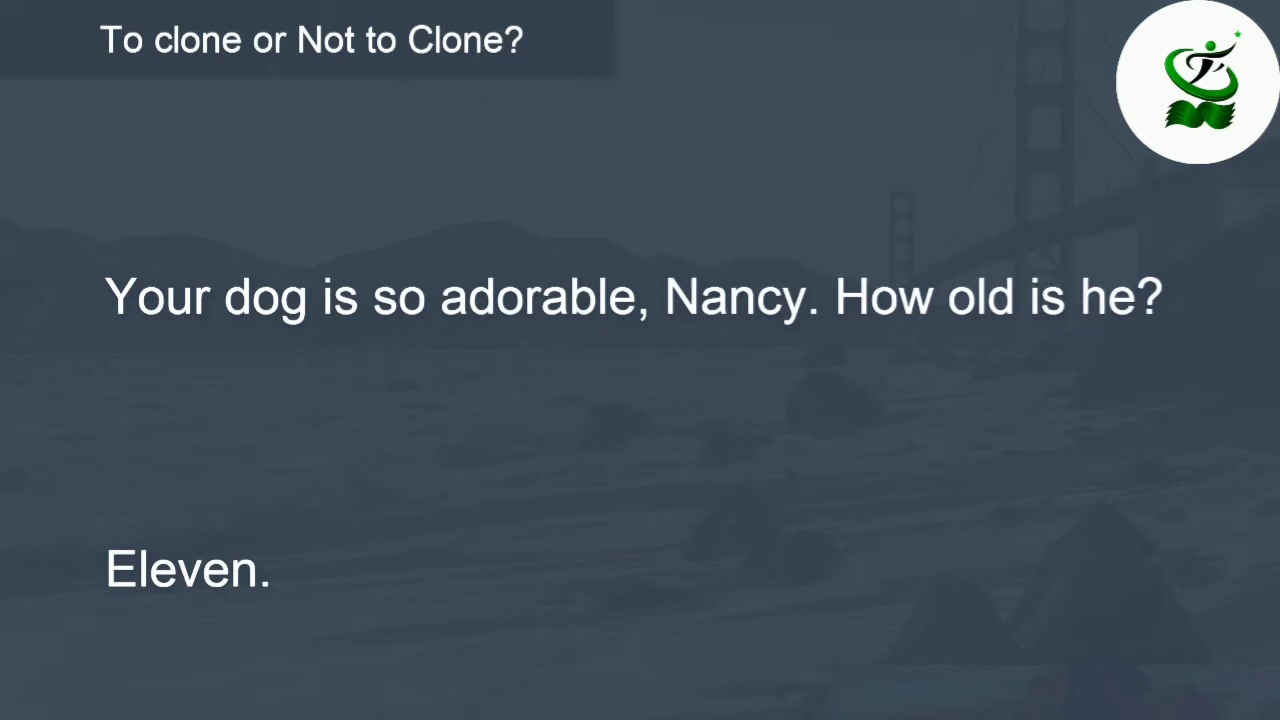 To clone or Not to Clone?
Your dog is so adorable, Nancy. How old is he?
Eleven.